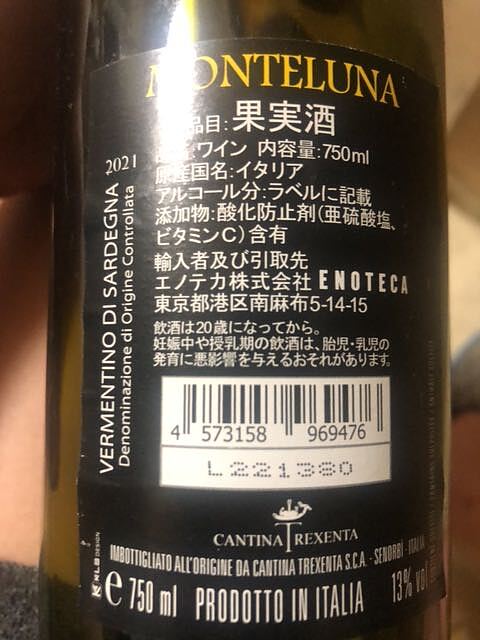 MONTELUNA
品目:果実酒
ワイン 内容量:750ml
原産国名:イタリア
アルコール分:ラベルに記載
添加物:酸化防止剤(亜硫酸塩、
ビタミンC)含有
輸入者及び引取先
エノテカ株式会社 ENOTECA
東京都港区南麻布5-14-15
飲酒は20歳になってから。
妊娠中や授乳期の飲酒は、胎児・乳児の
発育に悪影響を与えるおそれがあります。
2021
VERMENTINO DI SARDEGNA
Denominazione di Origine Controllata
4 573158 969476
L221380
CANTINA TREXENTA
IMBOTTIGLIATO ALL'ORIGINE DA CANTINA TREXENTA S.C.A. - SENORBÌ - ITALIA
e 750 ml PRODOTTO IN ITALIA 13% vol